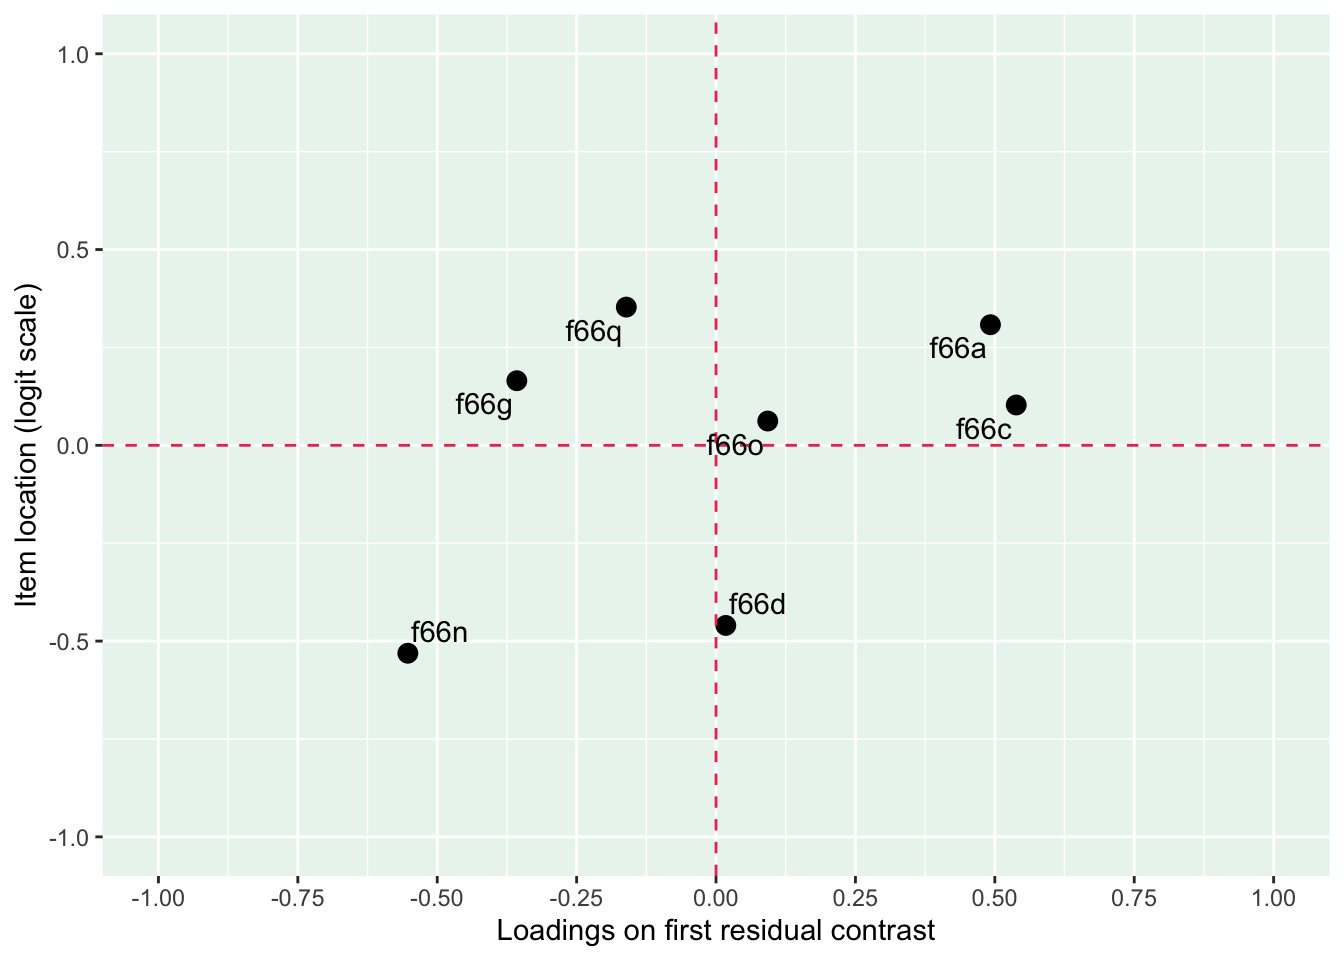 1.0
0.5
0.0
-0.5
-1.0
Item location (logit scale)
f66q
f66a
f66g
f66c
f66o
f66d
f66n
-1.00 -0.75 -0.50 -0.25 0.00 0.25 0.50 0.75 1.00
Loadings on first residual contrast